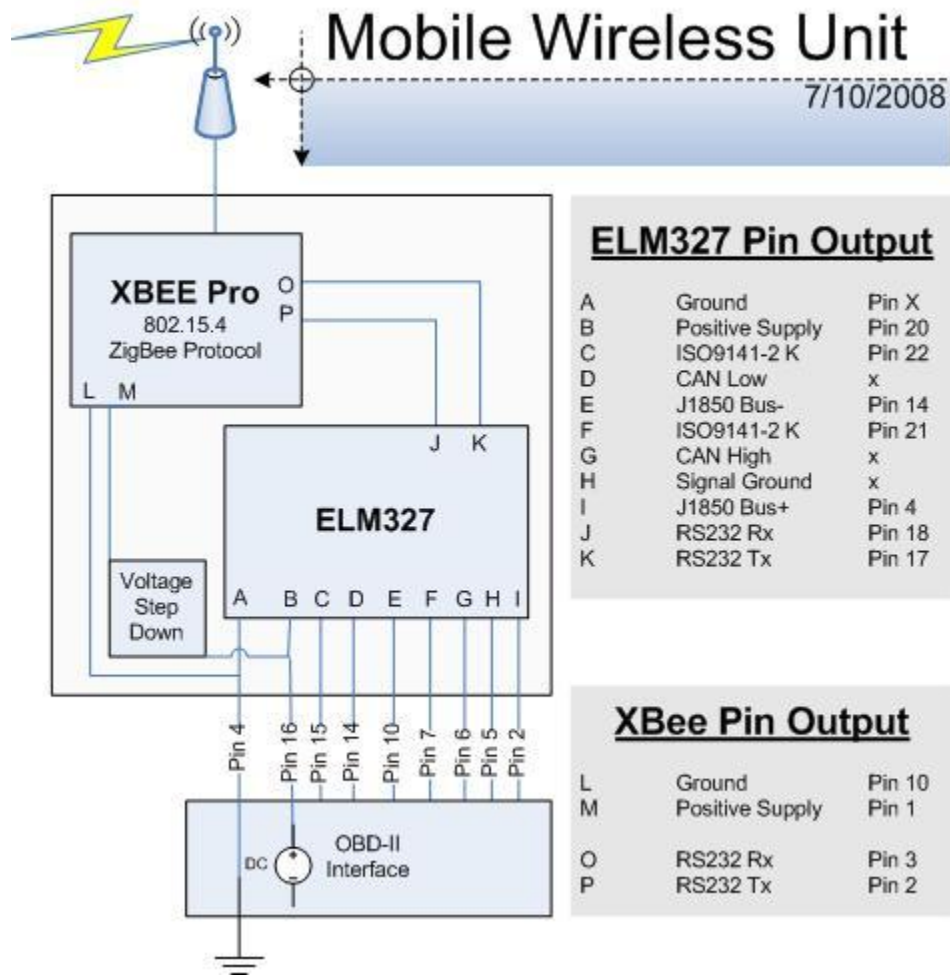 Mobile Wireless Unit
7/10/2008
XBEE Pro
802.15.4
ZigBee Protocol
O
P
L M
J K
ELM327
Voltage
Step
Down
A B C D E F G H I
Pin 4
Pin 16
Pin 15
Pin 14
Pin 10
Pin 7
Pin 6
Pin 5
Pin 2
DC
OBD-II
Interface
ELM327 Pin Output
A Ground Pin X
B Positive Supply Pin 20
C ISO9141-2 K Pin 22
D CAN Low x
E J1850 Bus- Pin 14
F ISO9141-2 K Pin 21
G CAN High x
H Signal Ground x
I J1850 Bus+ Pin 4
J RS232 Rx Pin 18
K RS232 Tx Pin 17
XBee Pin Output
L Ground Pin 10
M Positive Supply Pin 1
O RS232 Rx Pin 3
P RS232 Tx Pin 2